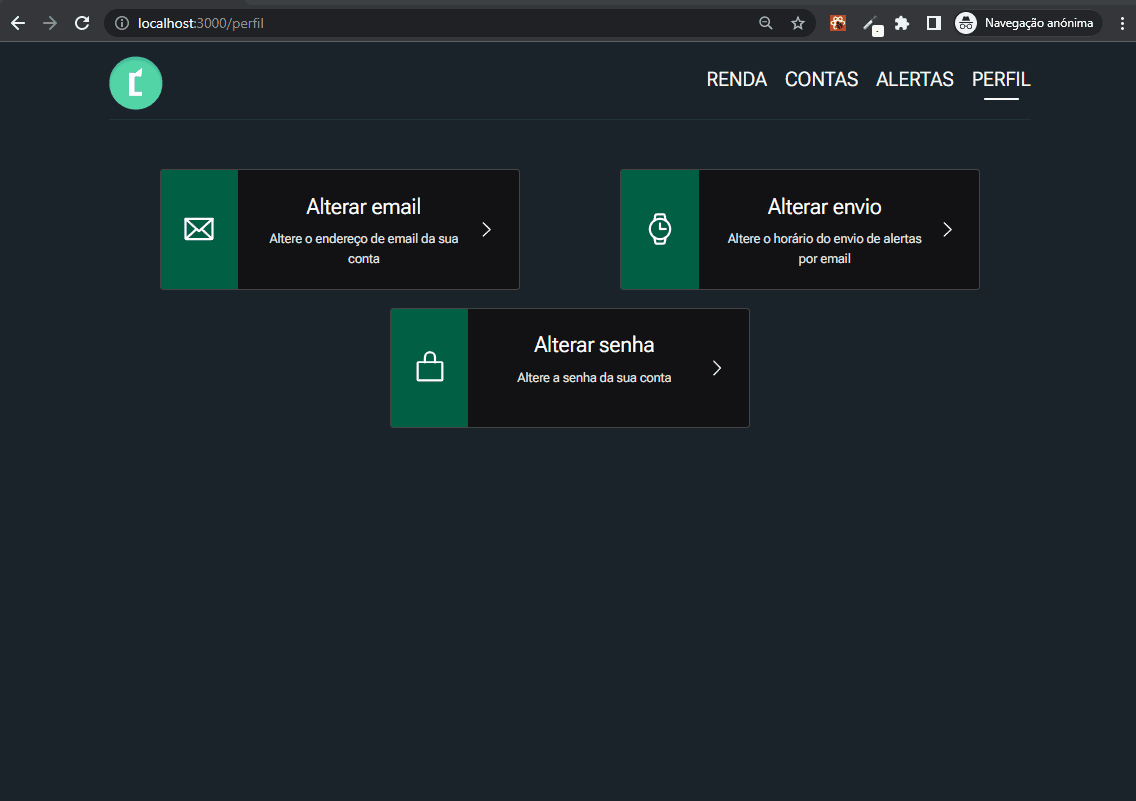 localhost:3000/perfil
Navegação anónima
RENDA CONTAS ALERTAS PERFIL
Alterar email
Altere o endereço de email da sua
conta
Alterar envio
Altere o horário do envio de alertas
por email
Alterar senha
Altere a senha da sua conta